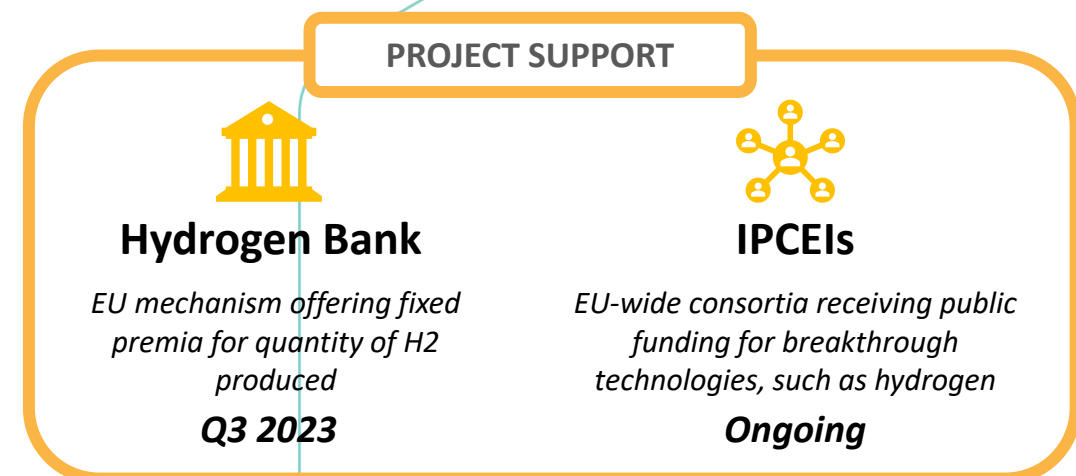 PROJECT SUPPORT
Hydrogen Bank
EU mechanism offering fixed
premia for quantity of H2
produced
Q3 2023
IPCEIs
EU-wide consortia receiving public
funding for breakthrough
technologies, such as hydrogen
Ongoing